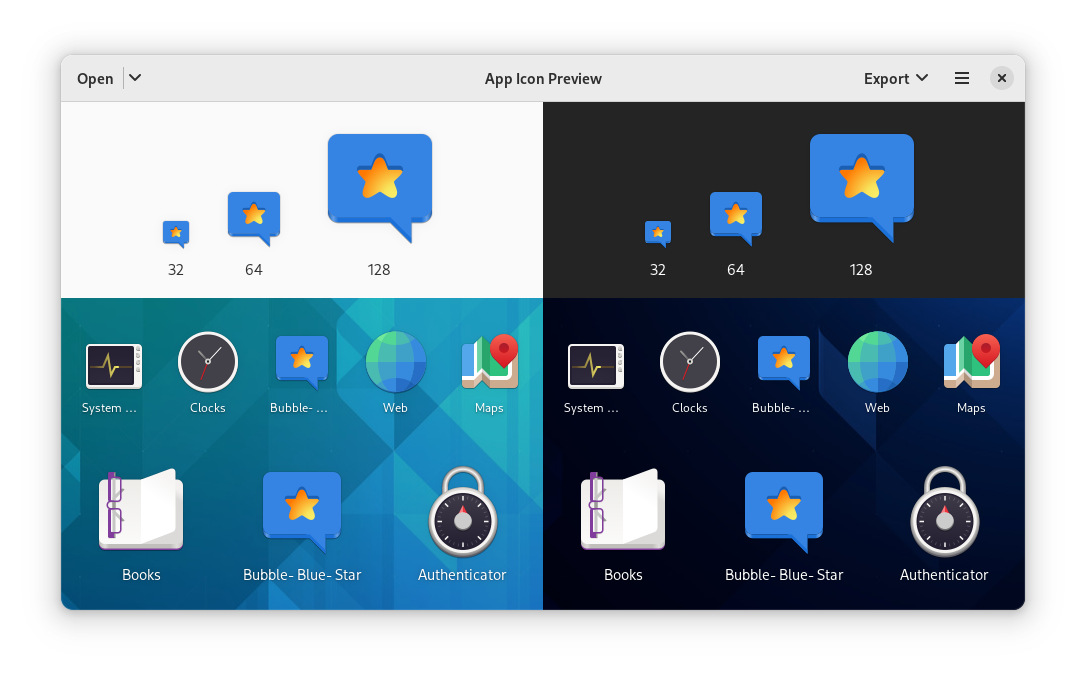 Open
App Icon Preview
Export
32 64 128
32 64 128
System ... Clocks Bubble- ... Web Maps
System ... Clocks Bubble- ... Web Maps
Books Bubble- Blue- Star Authenticator
Books Bubble- Blue- Star Authenticator